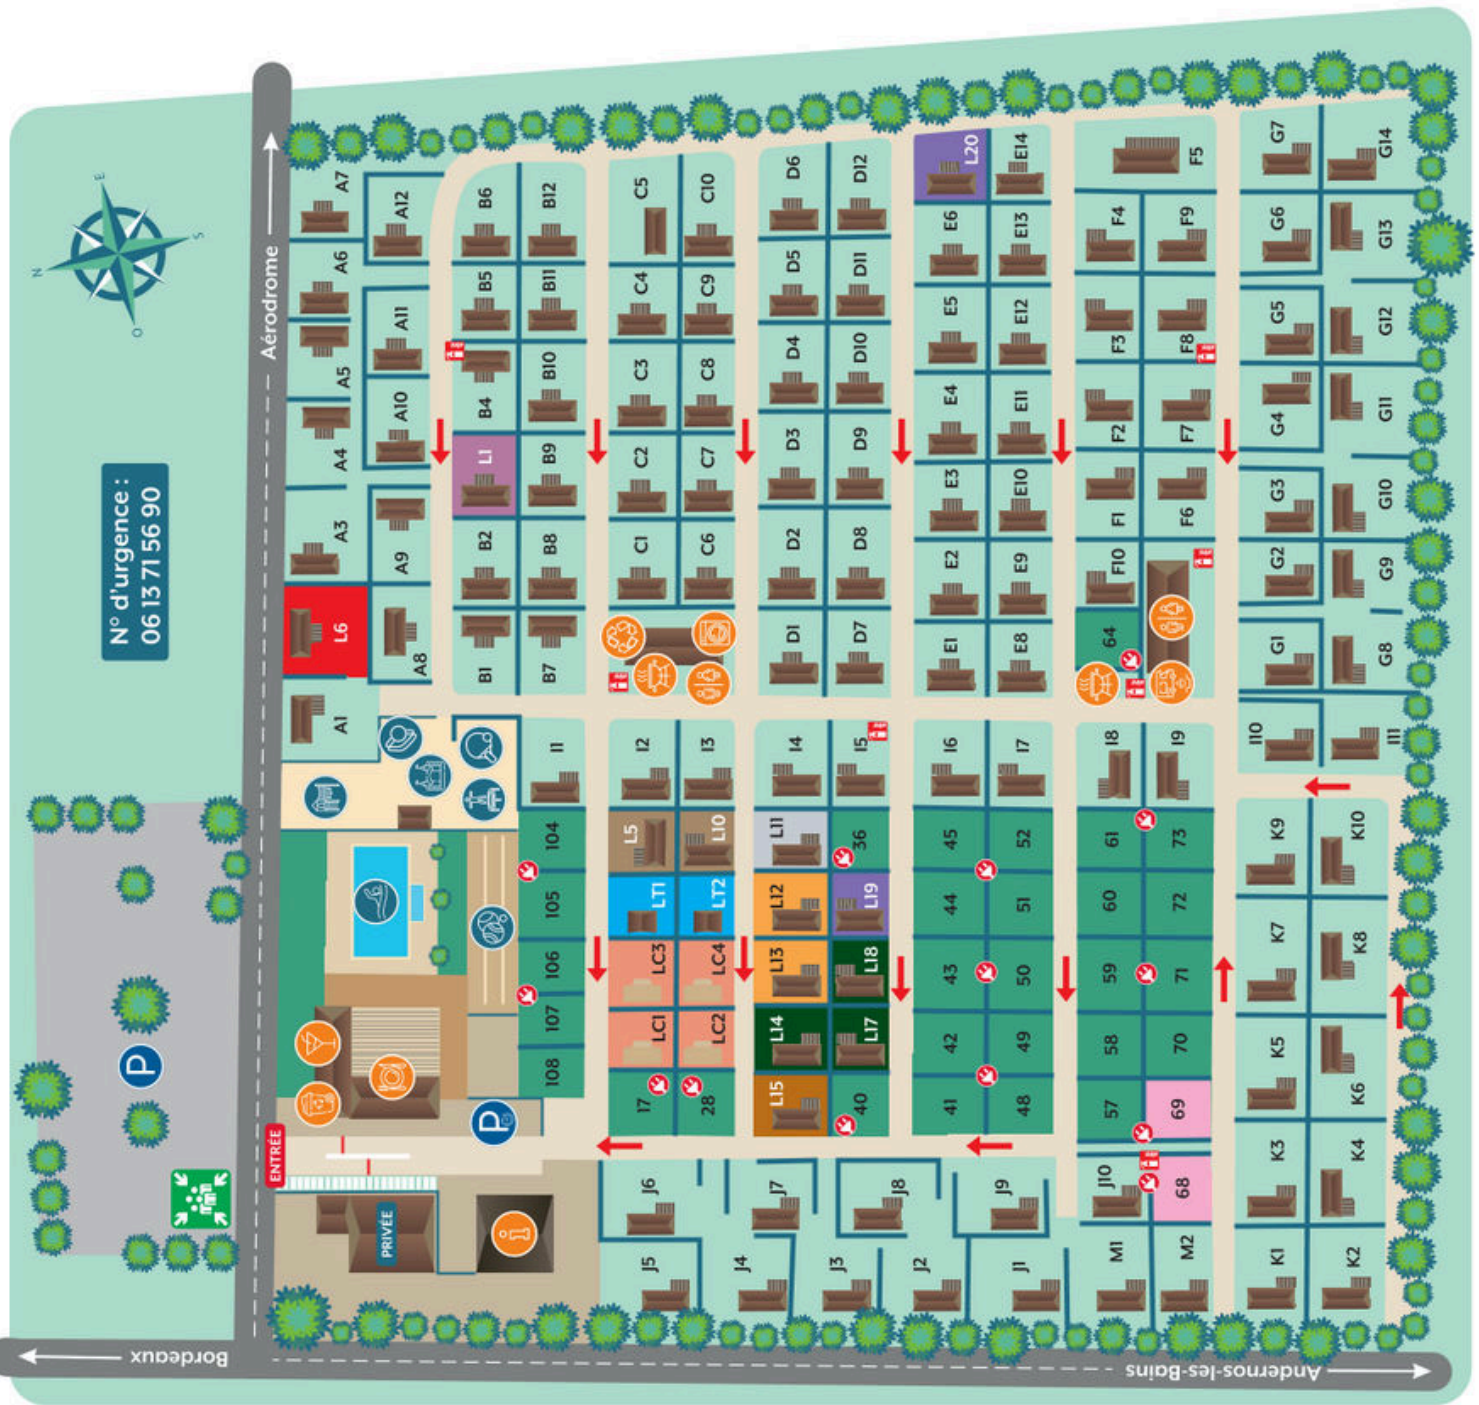 E
N
S
O
N° d'urgence :
06 13 71 56 90
Aérodrome
A7
A6
A5
A4
A3
L6
A1
A12
A11
A10
A9
A8
B6
B5
B4
L1
B2
B1
B12
B11
B10
B9
B8
B7
C5
C4
C3
C2
C1
C10
C9
C8
C7
C6
D6
D5
D4
D3
D2
D1
D12
D11
D10
D9
D8
D7
L20
E6
E5
E4
E3
E2
E1
E14
E13
E12
E11
E10
E9
E8
F5
F4
F3
F2
F1
F10
64
F9
F8
F7
F6
G7
G6
G5
G4
G3
G2
G1
G14
G13
G12
G11
G10
G9
G8
I1
I2
I3
I4
I5
I6
I7
I8
I9
I10
I11
104
105
106
107
108
L5
LT1
LC3
LC1
17
L10
LT2
LC4
LC2
28
L11
L12
L13
L14
L15
36
L19
L18
L17
40
45
44
43
42
41
52
51
50
49
48
61
60
59
58
57
73
72
71
70
69
68
K9
K7
K5
K3
K1
K10
K8
K6
K4
K2
J6
J7
J8
J9
J10
J5
J4
J3
J2
J1
M1
M2
P
P
ENTRÉE
PRIVÉE
i
Bordeaux
Andernos-les-Bains